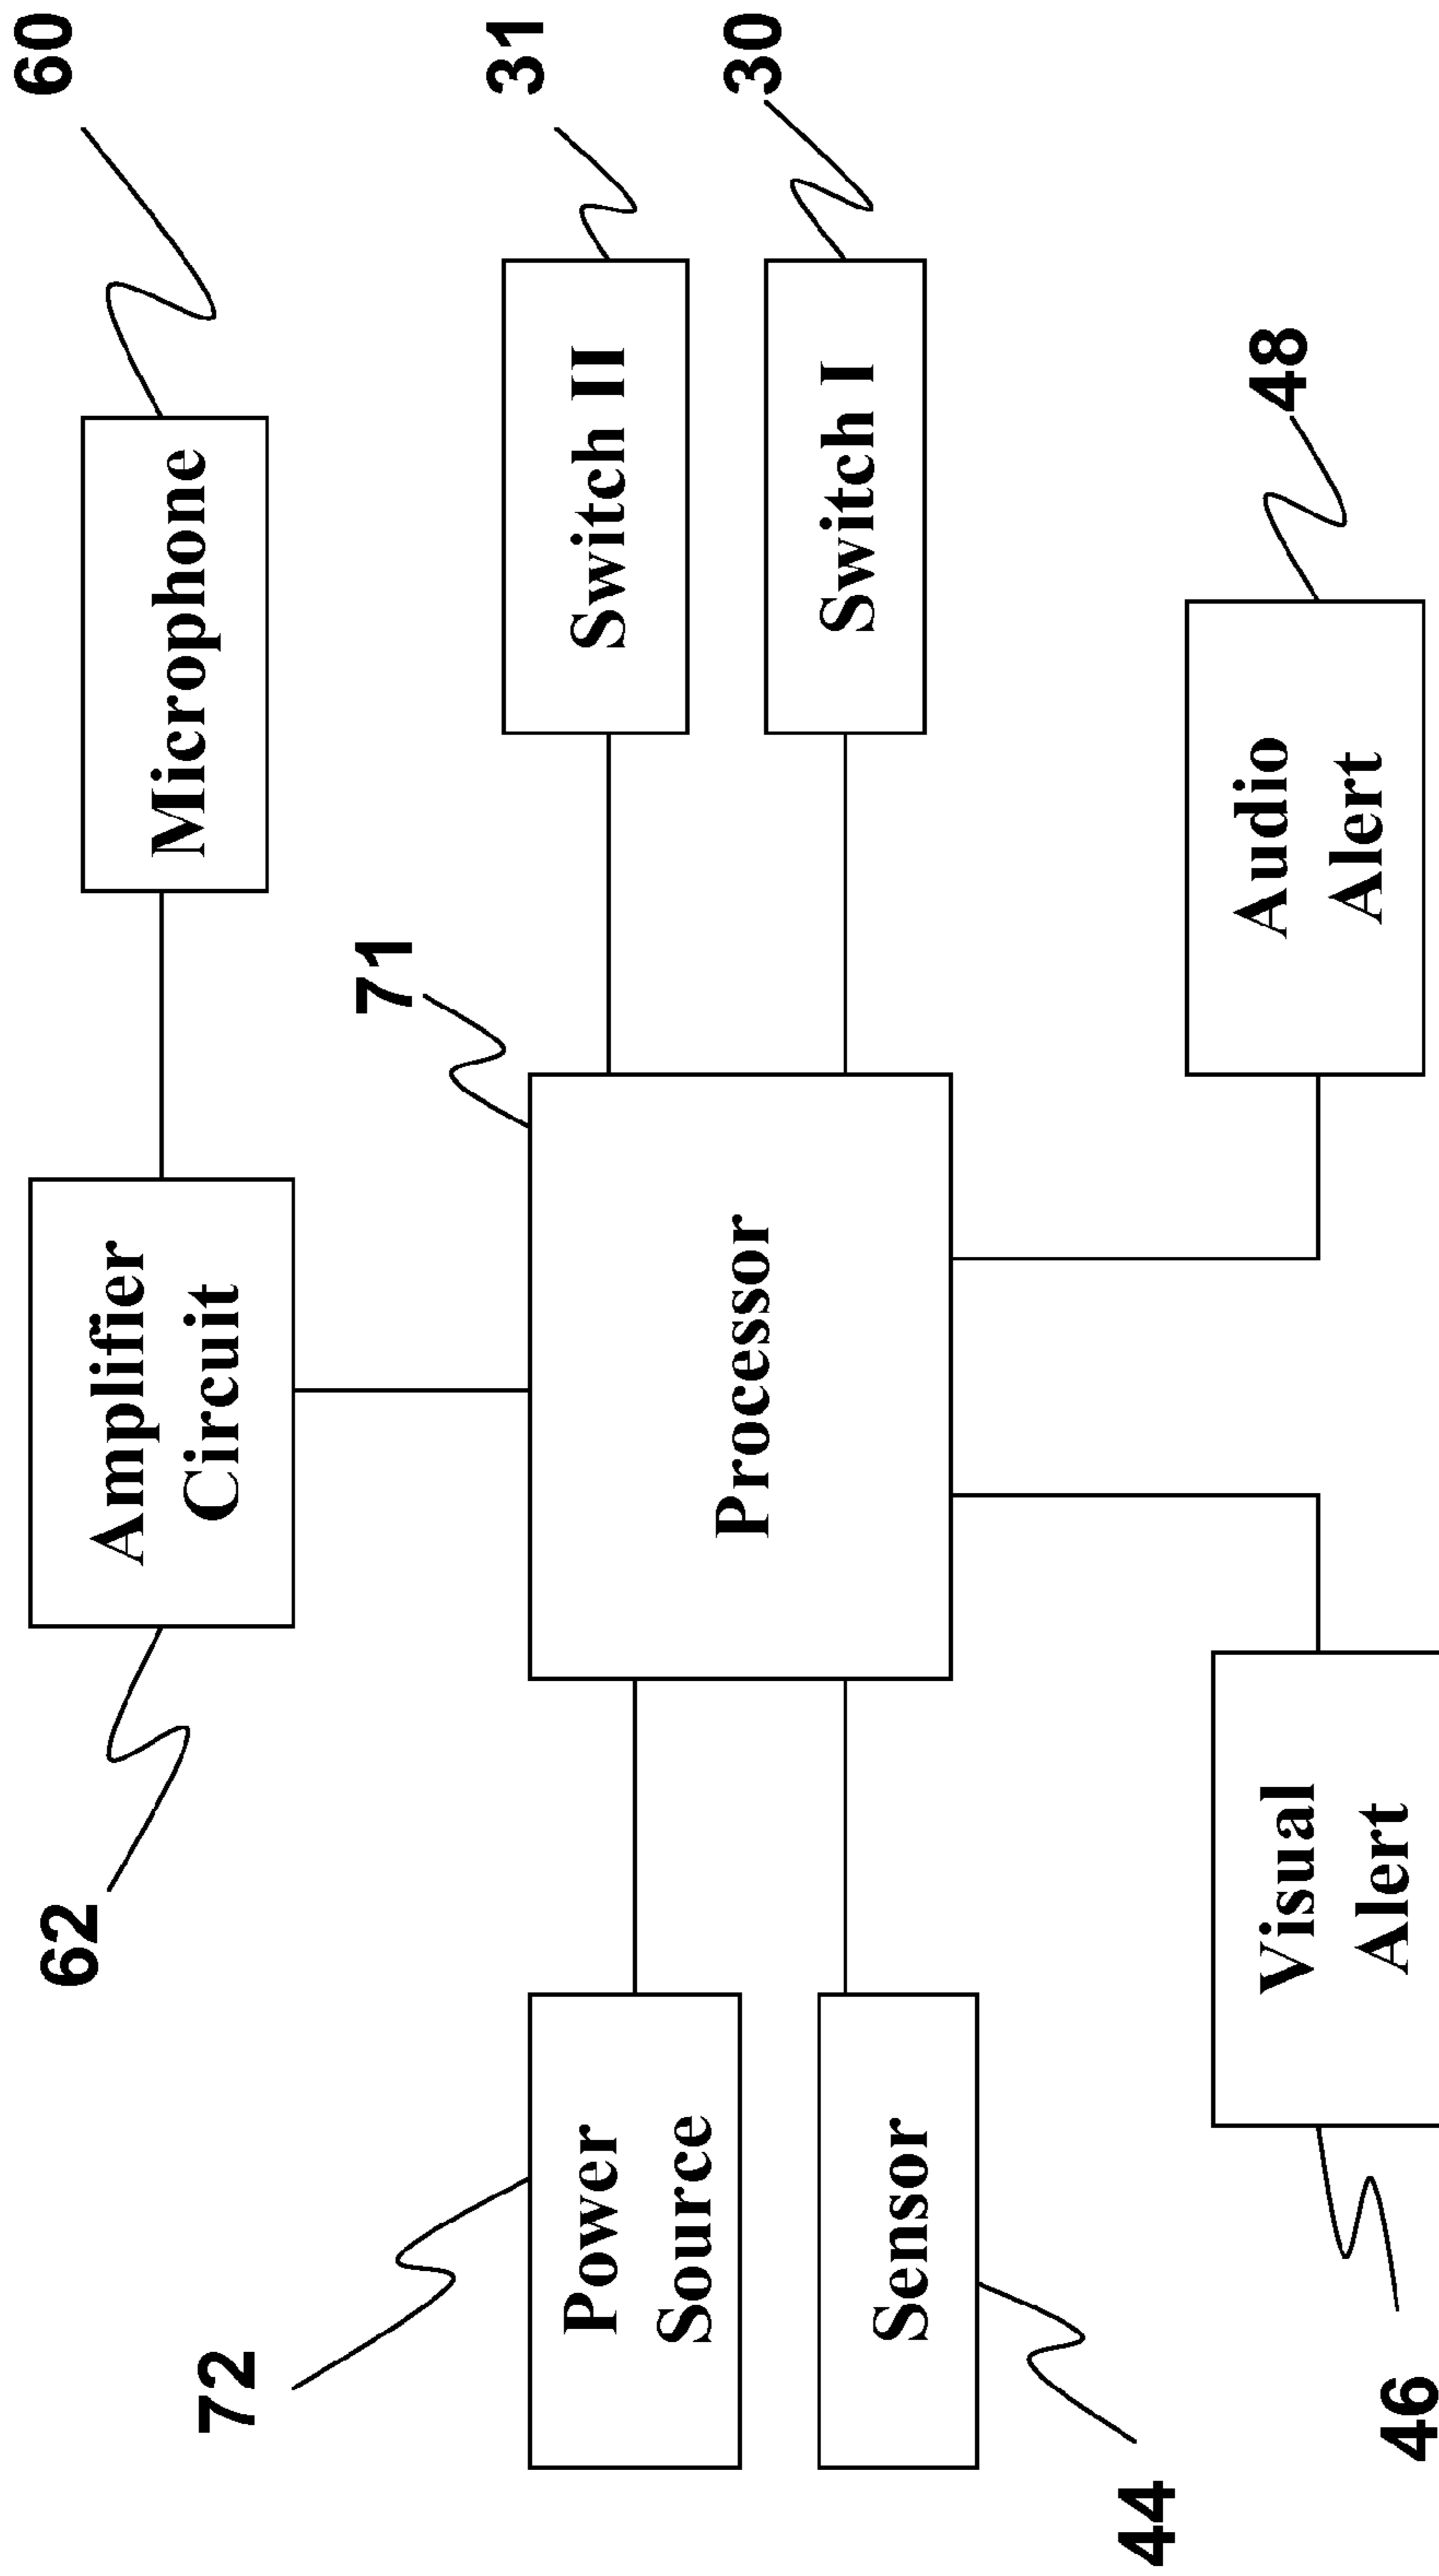 60
62
Amplifier
Circuit
Microphone
72
71
31
Power
Source
Switch II
Processor
30
Switch I
Sensor
44
Audio
Alert
48
Visual
Alert
46